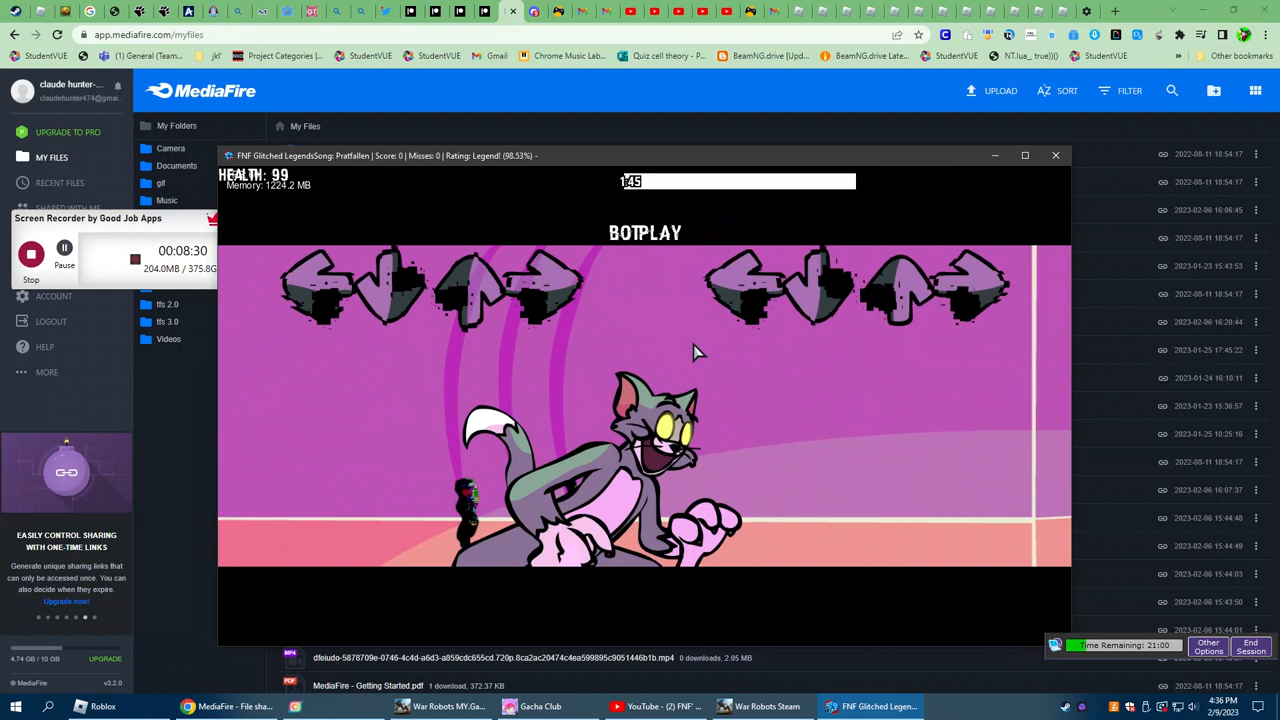 app.mediafire.com/myfiles
StudentVUE
(1) General (Team...
jkl'
Project Categories |...
StudentVUE
StudentVUE
Gmail
Chrome Music Lab...
Quiz cell theory – P...
BeamNG.drive [Upd...
BeamNG.drive Late...
StudentVUE
NT.lua_, true))()
StudentVUE
»
Other bookmarks
claude hunter-...
claudehunter474@gmai...
MediaFire
UPLOAD
SORT
FILTER
UPGRADE TO PRO
MY FILES
RECENT FILES
SHARED WITH ME
My Folders
Camera
Documents
gif
Music
My Files
FNF Glitched LegendsSong: Pratfallen | Score: 0 | Misses: 0 | Rating: Legend! (98.53%) -
HEALTH: 99
Memory: 1224.2 MB
1:45
BOTPLAY
Screen Recorder by Good Job Apps
Stop
Pause
00:08:30
204.0MB / 375.8G
ACCOUNT
LOGOUT
HELP
MORE
tfs 2.0
tfs 3.0
Videos
2022-08-11 18:54:17
2023-02-06 16:06:45
2022-08-11 18:54:17
2023-01-23 15:43:53
2022-08-11 18:54:17
2023-02-06 16:20:44
2023-01-25 17:45:22
2023-01-24 16:10:11
2023-01-23 15:36:57
2023-01-25 10:25:16
2022-08-11 18:54:17
2023-02-06 16:07:37
2023-02-06 15:44:48
2023-02-06 15:44:49
2023-02-06 15:44:03
2023-02-06 15:43:50
2022-08-11 18:54:17
EASILY CONTROL SHARING
WITH ONE-TIME LINKS
Generate unique sharing links that
can only be accessed once. You can
also decide when they expire.
Upgrade now!
4.74 GB / 10 GB
UPGRADE
© MediaFire
v3.2.0
dfeiudo-5878709e-0746-4c4d-a6d3-a859cdc655cd.720p.8ca2ac20474c4ea599895c9051446b1b.mp4 0 downloads, 2.05 MB
MediaFire - Getting Started.pdf 1 download, 372.37 KB
Time Remaining: 21:00
Other
Options
End
Session
Roblox
MediaFire - File sha...
War Robots MY.Ga...
Gacha Club
YouTube - (2) FNF' ...
War Robots Steam
FNF Glitched Legen...
4:36 PM
2/9/2023